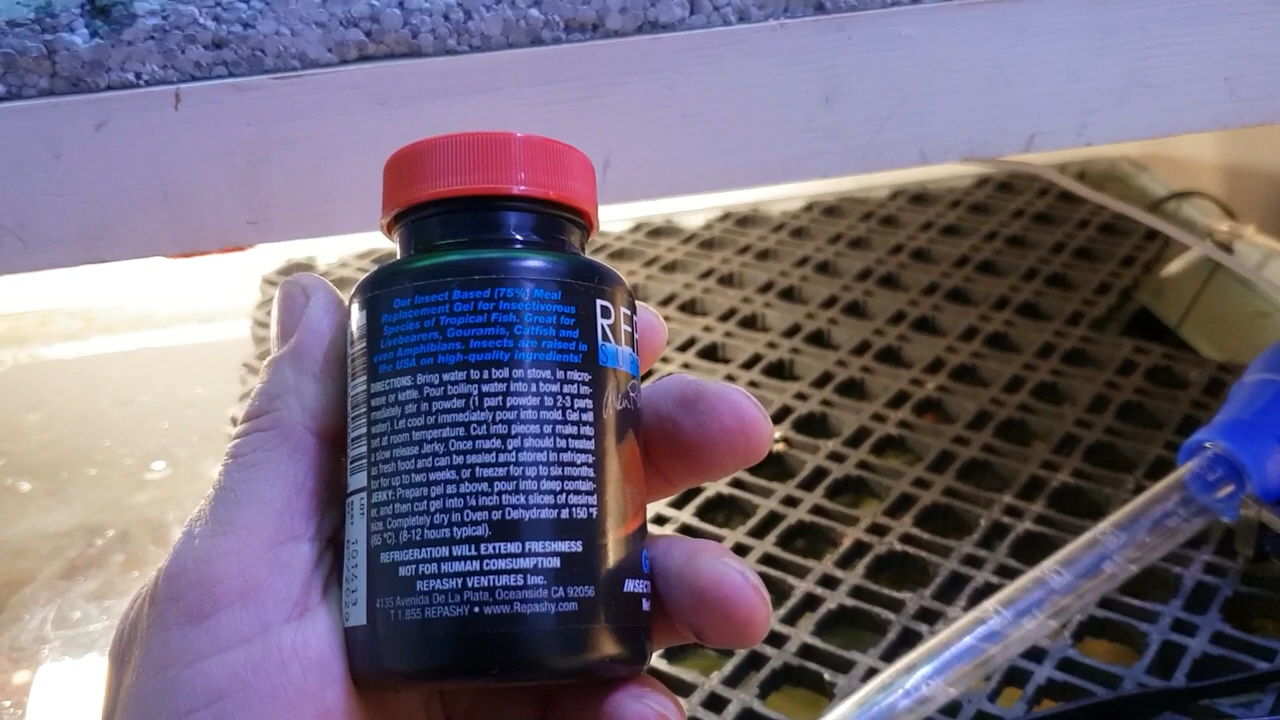 Our Insect Based (75%) Meal
Replacement Gel for Insectivorous
Species of Tropical Fish. Great for
Livebearers, Gouramis, Catfish and
even Amphibians. Insects are raised in
the USA on high-quality ingredients!
DIRECTIONS: Bring water to a boil on stove, in micro-
wave or kettle. Pour boiling water into a bowl and im-
mediately stir in powder (1 part powder to 2-3 parts
water). Let cool or immediately pour into mold. Gel will
set at room temperature. Cut into pieces or make into
a slow release Jerky. Once made, gel should be treated
as fresh food and can be sealed and stored in refrigera-
tor for up to two weeks, or freezer for up to six months.
JERKY: Prepare gel as above, pour into deep contain-
er, and then cut gel into ¼ inch thick slices of desired
size. Completely dry in Oven or Dehydrator at 150 °F
(65 °C). (8-12 hours typical).
REFRIGERATION WILL EXTEND FRESHNESS
NOT FOR HUMAN CONSUMPTION
REPASHY VENTURES Inc.
4135 Avenida De La Plata, Oceanside CA 92056
T 1.855 REPASHY • www.Repashy.com
LOT 101413
REP
SUP
G
INSECT
Ne